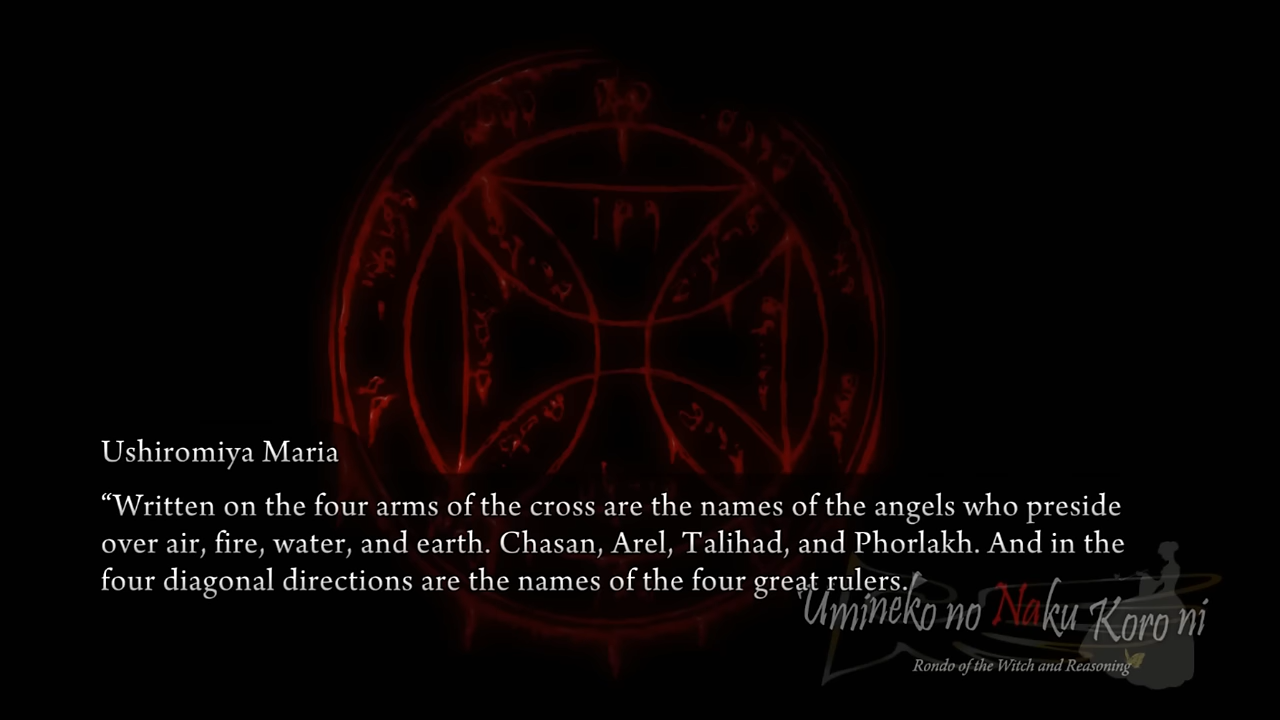 Ushiromiya Maria
“Written on the four arms of the cross are the names of the angels who preside
over air, fire, water, and earth. Chasan, Arel, Talihad, and Phorlakh. And in the
four diagonal directions are the names of the four great rulers.”
Umineko no Naku Koro ni
Rondo of the Witch and Reasoning